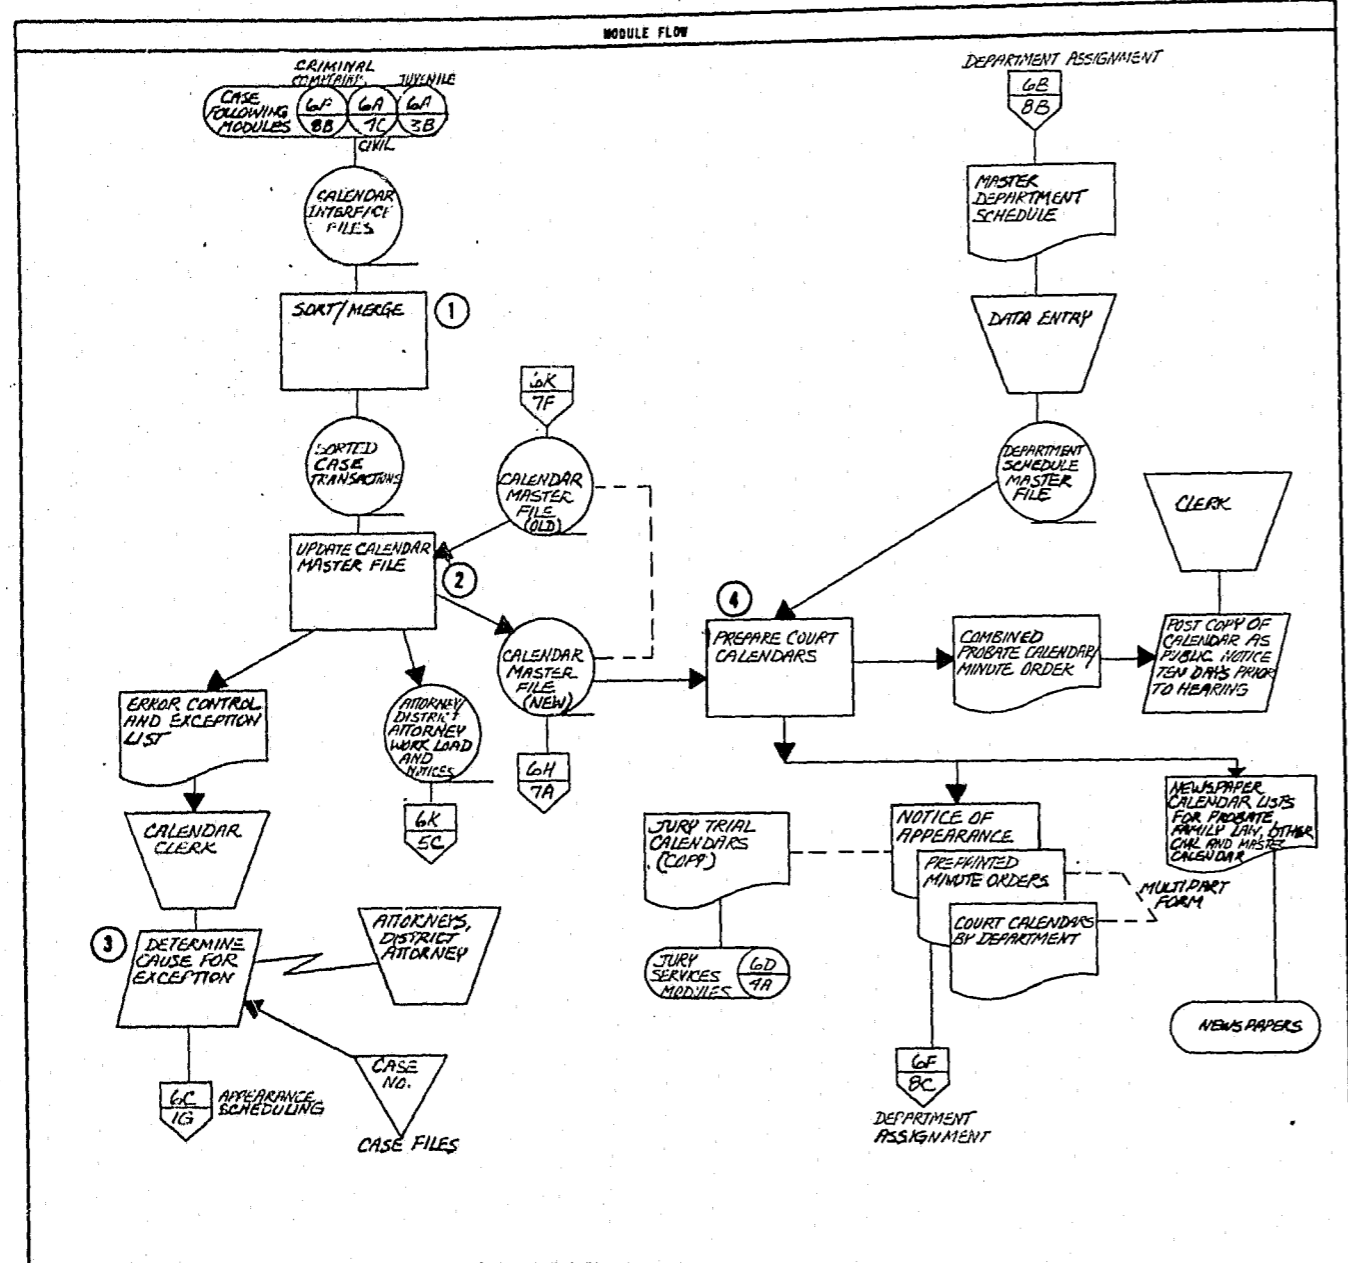 MODULE FLOW
CRIMINAL
COMPLAINT, JUVENILE
CASE
FOLLOWING
MODULES
6F
8B
6A
7C
6A
3B
CIVIL
CALENDAR
INTERFACE
FILES
SORT/MERGE
1
SORTED
CASE
TRANSACTIONS
6K
7F
CALENDAR
MASTER
FILE
(OLD)
UPDATE CALENDAR
MASTER FILE
2
CALENDAR
MASTER
FILE
(NEW)
6H
7A
ERROR CONTROL
AND EXCEPTION
LIST
ATTORNEY/
DISTRICT
ATTORNEY
WORK LOAD
AND
NOTICES
6K
5C
CALENDAR
CLERK
3
DETERMINE
CAUSE FOR
EXCEPTION
ATTORNEYS,
DISTRICT
ATTORNEY
6C
1G
APPEARANCE
SCHEDULING
CASE
NO.
CASE FILES
DEPARTMENT ASSIGNMENT
6B
8B
MASTER
DEPARTMENT
SCHEDULE
DATA ENTRY
DEPARTMENT
SCHEDULE
MASTER
FILE
CLERK
4
PREPARE COURT
CALENDARS
COMBINED
PROBATE CALENDAR/
MINUTE ORDER
POST COPY OF
CALENDAR AS
PUBLIC NOTICE
TEN DAYS PRIOR
TO HEARING
JURY TRIAL
CALENDARS
(COPY)
JURY
SERVICES
MODULES
6D
4A
NOTICE OF
APPEARANCE
PREPRINTED
MINUTE ORDERS
COURT CALENDARS
BY DEPARTMENT
MULTIPART
FORM
6F
8C
DEPARTMENT
ASSIGNMENT
NEWSPAPER
CALENDAR LISTS
FOR PROBATE,
FAMILY LAW, OTHER
CIVIL AND MASTER
CALENDAR
NEWSPAPERS